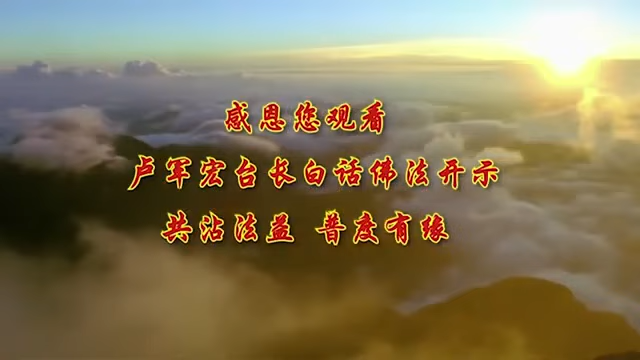 感恩您观看
卢军宏台长白话佛法开示
共沾法益 普度有缘